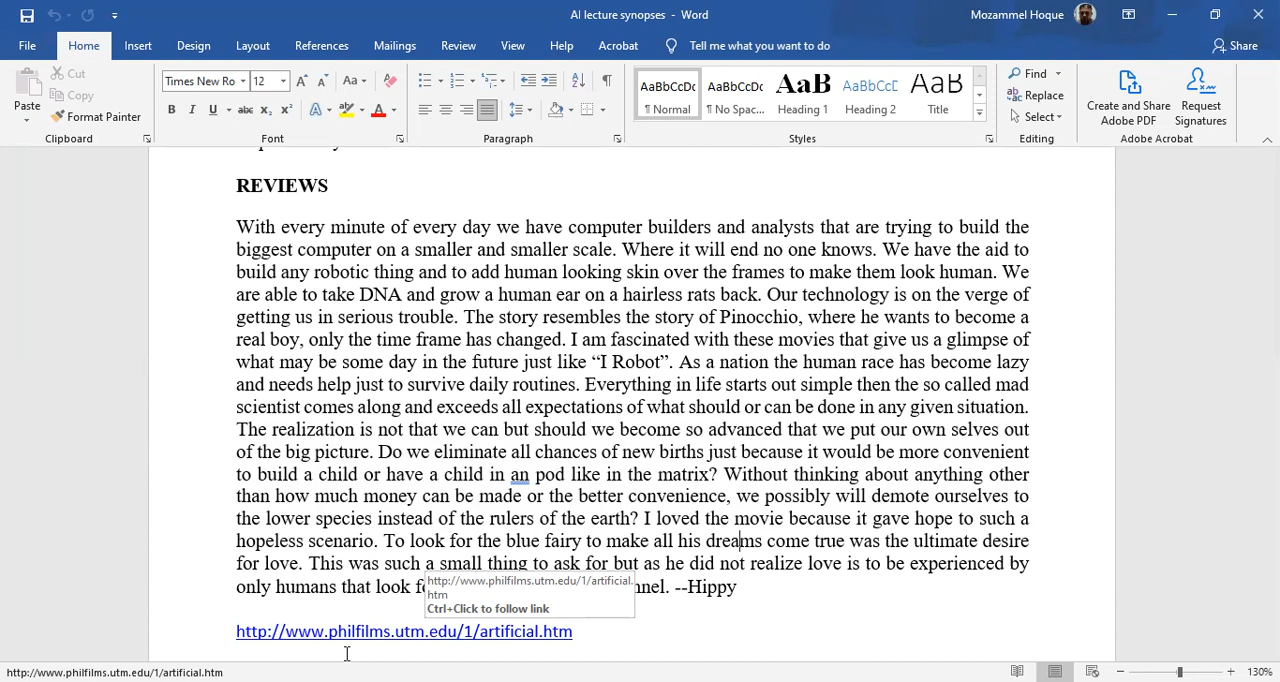 AI lecture synopses - Word
Mozammel Hoque
File Home Insert Design Layout References Mailings Review View Help Acrobat Tell me what you want to do Share
Cut
Copy
Format Painter
Paste
Clipboard
Times New Ro 12
Font
Paragraph
AaBbCcDc AaBbCcDc AaB AaBbCcE AaB
¶ Normal ¶ No Spac... Heading 1 Heading 2 Title
Styles
Find
Replace
Select
Editing
Create and Share Adobe PDF
Request Signatures
Adobe Acrobat
REVIEWS
With every minute of every day we have computer builders and analysts that are trying to build the
biggest computer on a smaller and smaller scale. Where it will end no one knows. We have the aid to
build any robotic thing and to add human looking skin over the frames to make them look human. We
are able to take DNA and grow a human ear on a hairless rats back. Our technology is on the verge of
getting us in serious trouble. The story resembles the story of Pinocchio, where he wants to become a
real boy, only the time frame has changed. I am fascinated with these movies that give us a glimpse of
what may be some day in the future just like “I Robot”. As a nation the human race has become lazy
and needs help just to survive daily routines. Everything in life starts out simple then the so called mad
scientist comes along and exceeds all expectations of what should or can be done in any given situation.
The realization is not that we can but should we become so advanced that we put our own selves out
of the big picture. Do we eliminate all chances of new births just because it would be more convenient
to build a child or have a child in an pod like in the matrix? Without thinking about anything other
than how much money can be made or the better convenience, we possibly will demote ourselves to
the lower species instead of the rulers of the earth? I loved the movie because it gave hope to such a
hopeless scenario. To look for the blue fairy to make all his dreams come true was the ultimate desire
for love. This was such a small thing to ask for but as he did not realize love is to be experienced by
only humans that look --Hippy
http://www.philfilms.utm.edu/1/artificial.
htm
Ctrl+Click to follow link
http://www.philfilms.utm.edu/1/artificial.htm
http://www.philfilms.utm.edu/1/artificial.htm
130%